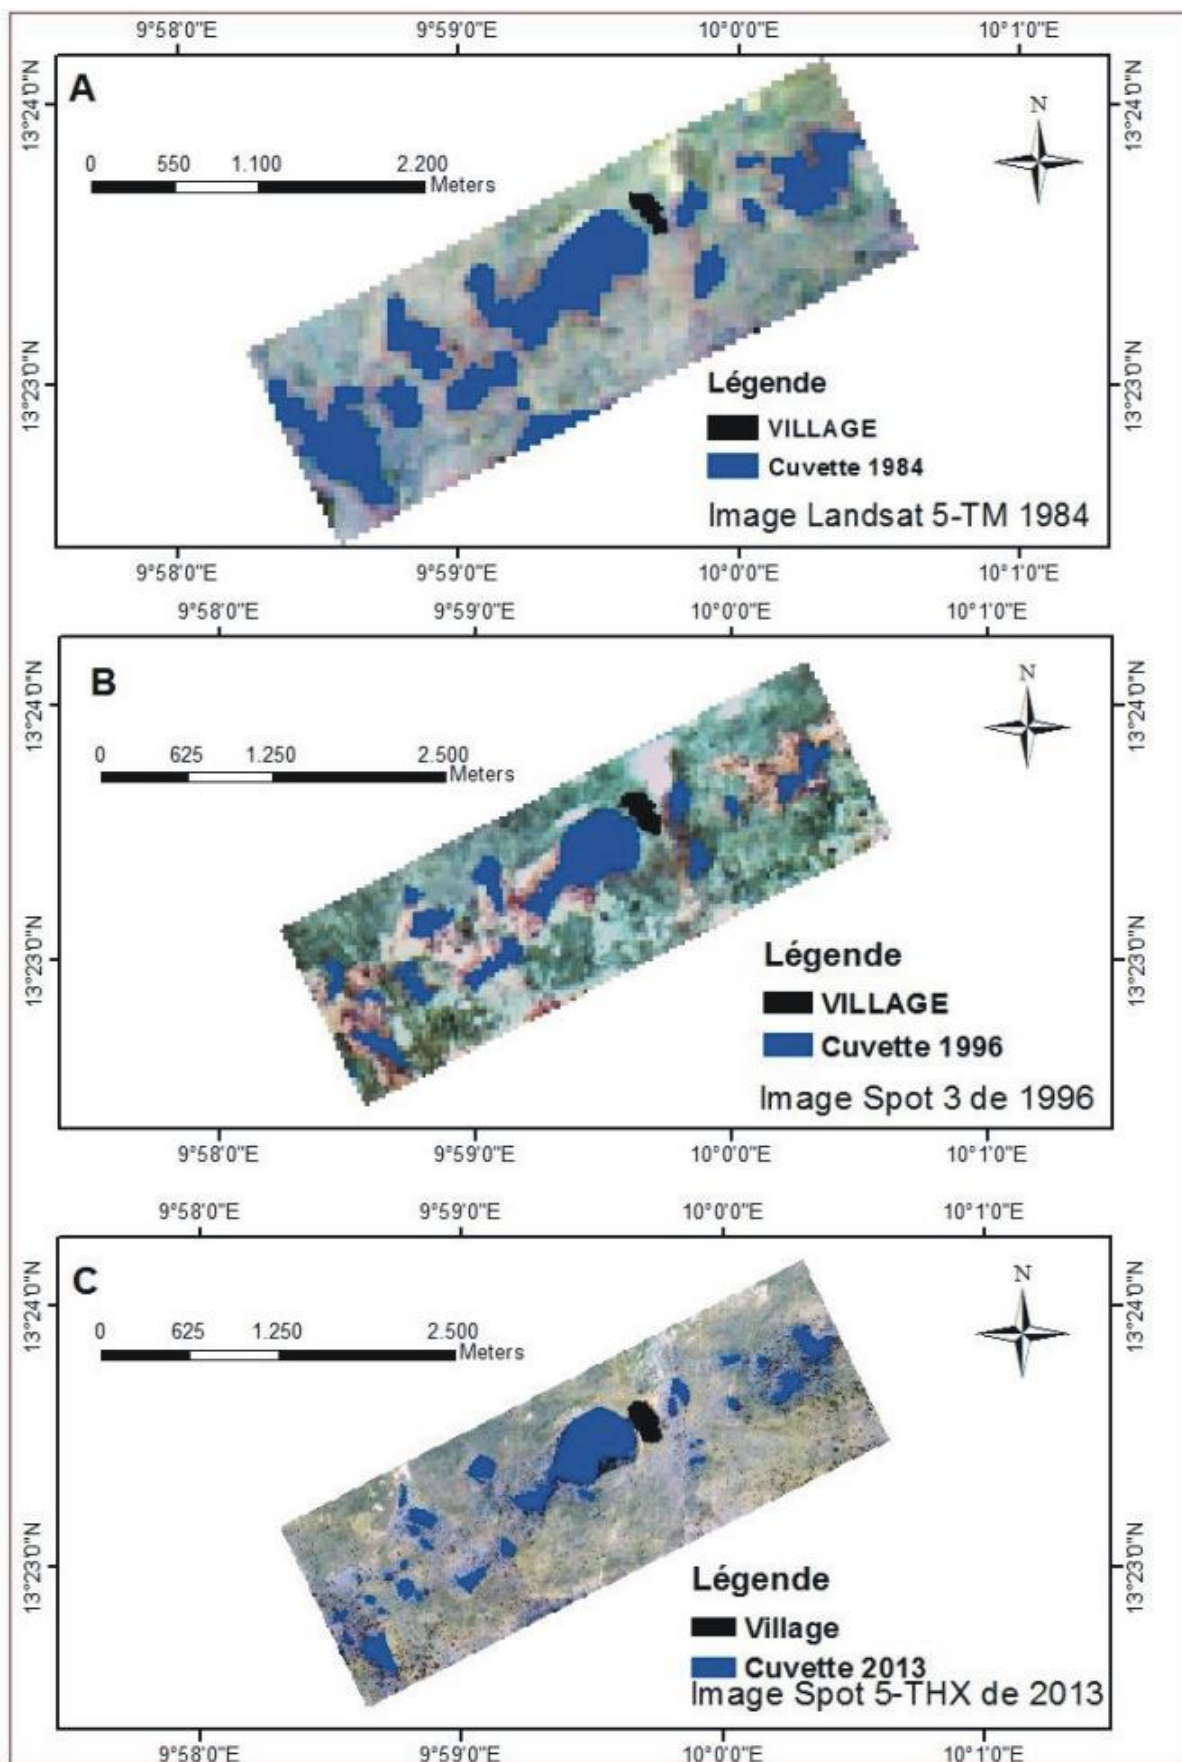 9°58'0"E 9°59'0"E 10°0'0"E 10°1'0"E
A
13°24'0"N
13°24'0"N
N
0 550 1.100 2.200
Meters
13°23'0"N
13°23'0"N
Légende
VILLAGE
Cuvette 1984
Image Landsat 5-TM 1984
9°58'0"E 9°59'0"E 10°0'0"E 10°1'0"E
9°58'0"E 9°59'0"E 10°0'0"E 10°1'0"E
B
13°24'0"N
13°24'0"N
N
0 625 1.250 2.500
Meters
13°23'0"N
13°23'0"N
Légende
VILLAGE
Cuvette 1996
Image Spot 3 de 1996
9°58'0"E 9°59'0"E 10°0'0"E 10°1'0"E
9°58'0"E 9°59'0"E 10°0'0"E 10°1'0"E
C
13°24'0"N
13°24'0"N
N
0 625 1.250 2.500
Meters
13°23'0"N
13°23'0"N
Légende
Village
Cuvette 2013
Image Spot 5-THX de 2013
9°58'0"E 9°59'0"E 10°0'0"E 10°1'0"E